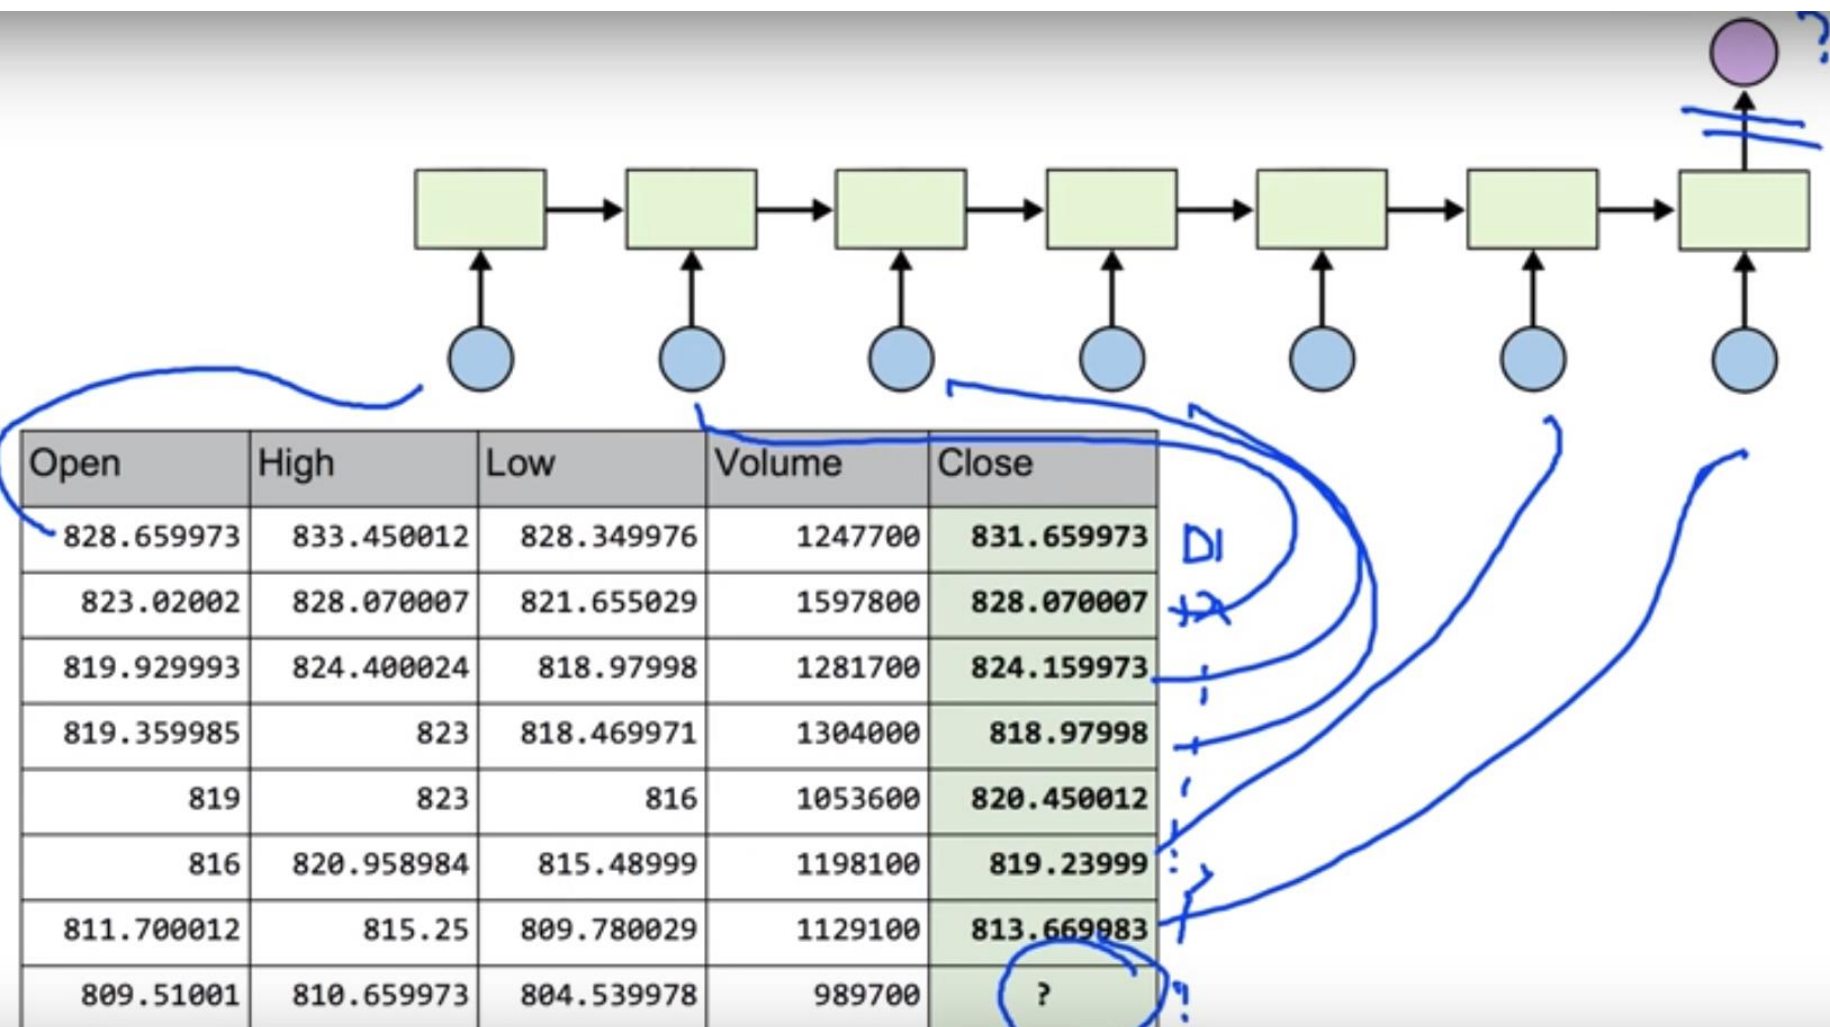 ?
Open High Low Volume Close
828.659973 833.450012 828.349976 1247700 831.659973 D1
823.02002 828.070007 821.655029 1597800 828.070007
819.929993 824.400024 818.97998 1281700 824.159973
819.359985 823 818.469971 1304000 818.97998
819 823 816 1053600 820.450012
816 820.958984 815.48999 1198100 819.23999
811.700012 815.25 809.780029 1129100 813.669983 7
809.51001 810.659973 804.539978 989700 ? ?